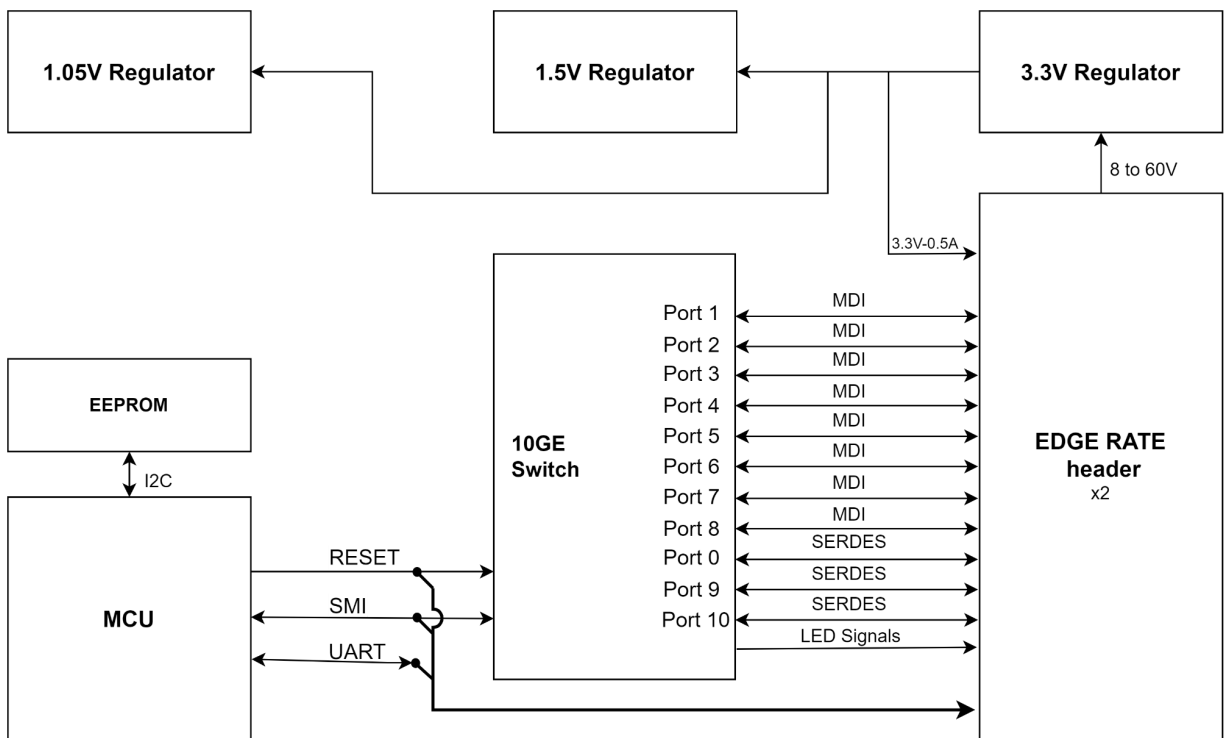 1.05V Regulator
1.5V Regulator
3.3V Regulator
8 to 60V
3.3V-0.5A
Port 1
MDI
Port 2
MDI
Port 3
MDI
Port 4
MDI
Port 5
MDI
Port 6
MDI
Port 7
MDI
Port 8
MDI
Port 0
SERDES
Port 9
SERDES
Port 10
SERDES
LED Signals
10GE
Switch
EDGE RATE
header
x2
EEPROM
I2C
MCU
RESET
SMI
UART